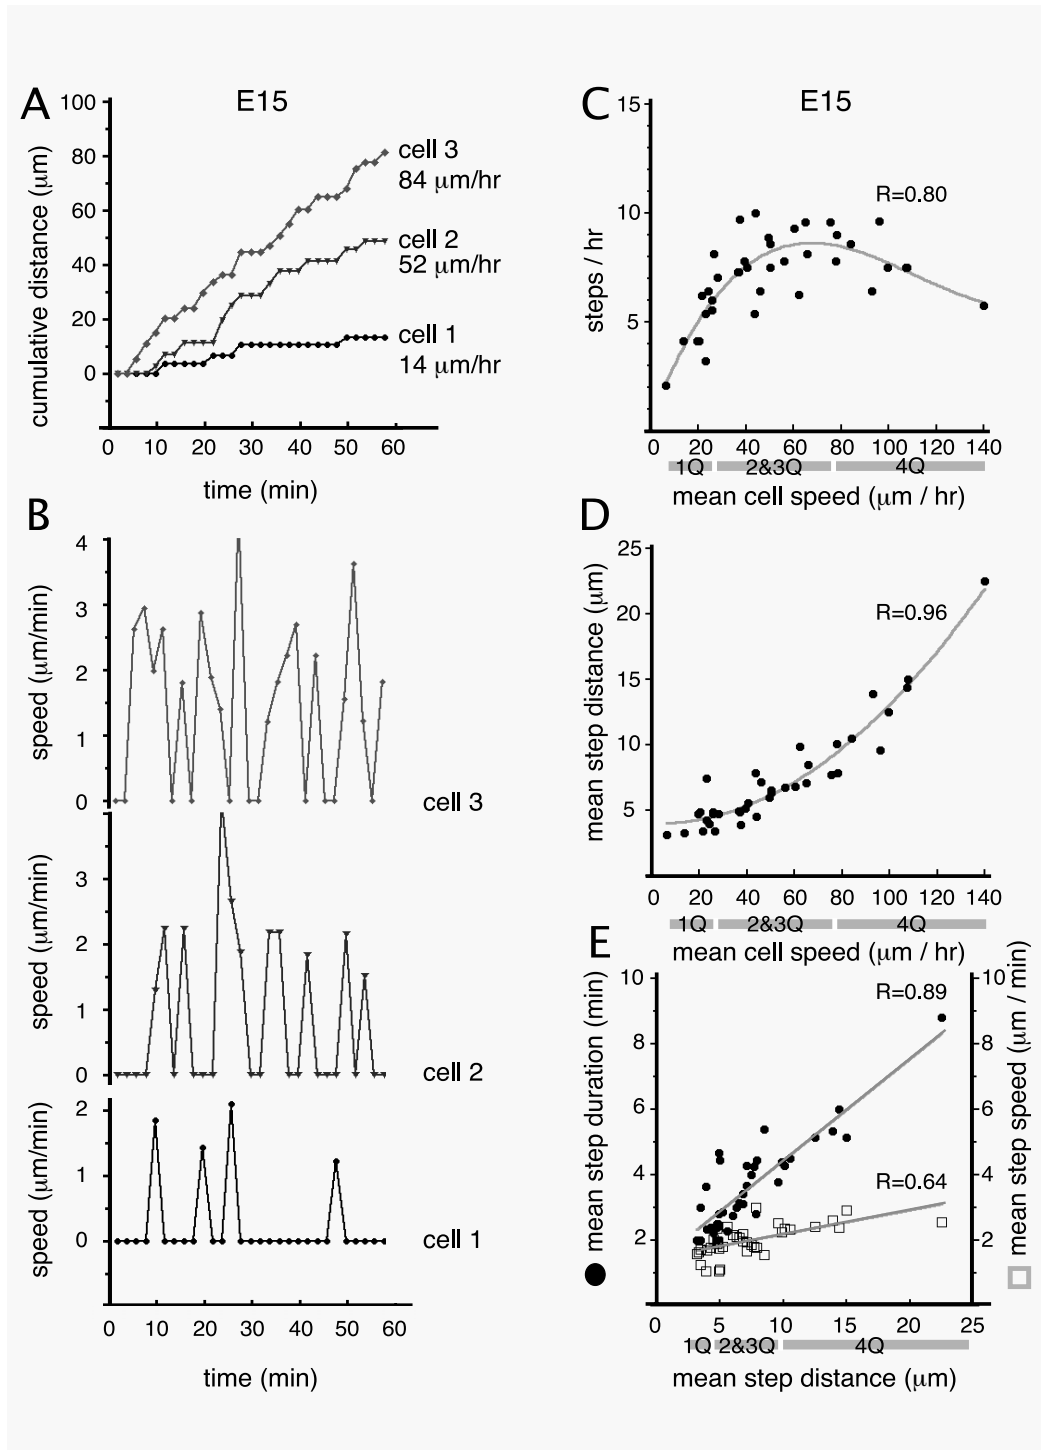 A
E15
cumulative distance (μm)
100
80
60
40
20
0
cell 3
84 μm/hr
cell 2
52 μm/hr
cell 1
14 μm/hr
0 10 20 30 40 50 60
time (min)
B
speed (μm/min)
4
3
2
1
0
cell 3
speed (μm/min)
3
2
1
0
cell 2
speed (μm/min)
2
1
0
cell 1
0 10 20 30 40 50 60
time (min)
C
E15
steps / hr
15
10
5
R=0.80
0 20 40 60 80 100 120 140
1Q 2&3Q 4Q
mean cell speed (μm / hr)
D
mean step distance (μm)
25
20
15
10
5
R=0.96
0 20 40 60 80 100 120 140
1Q 2&3Q 4Q
mean cell speed (μm / hr)
E
mean step duration (min)
10
8
6
4
2
R=0.89
R=0.64
10
8
6
4
2
mean step speed (μm / min)
0 5 10 15 20 25
1Q 2&3Q 4Q
mean step distance (μm)